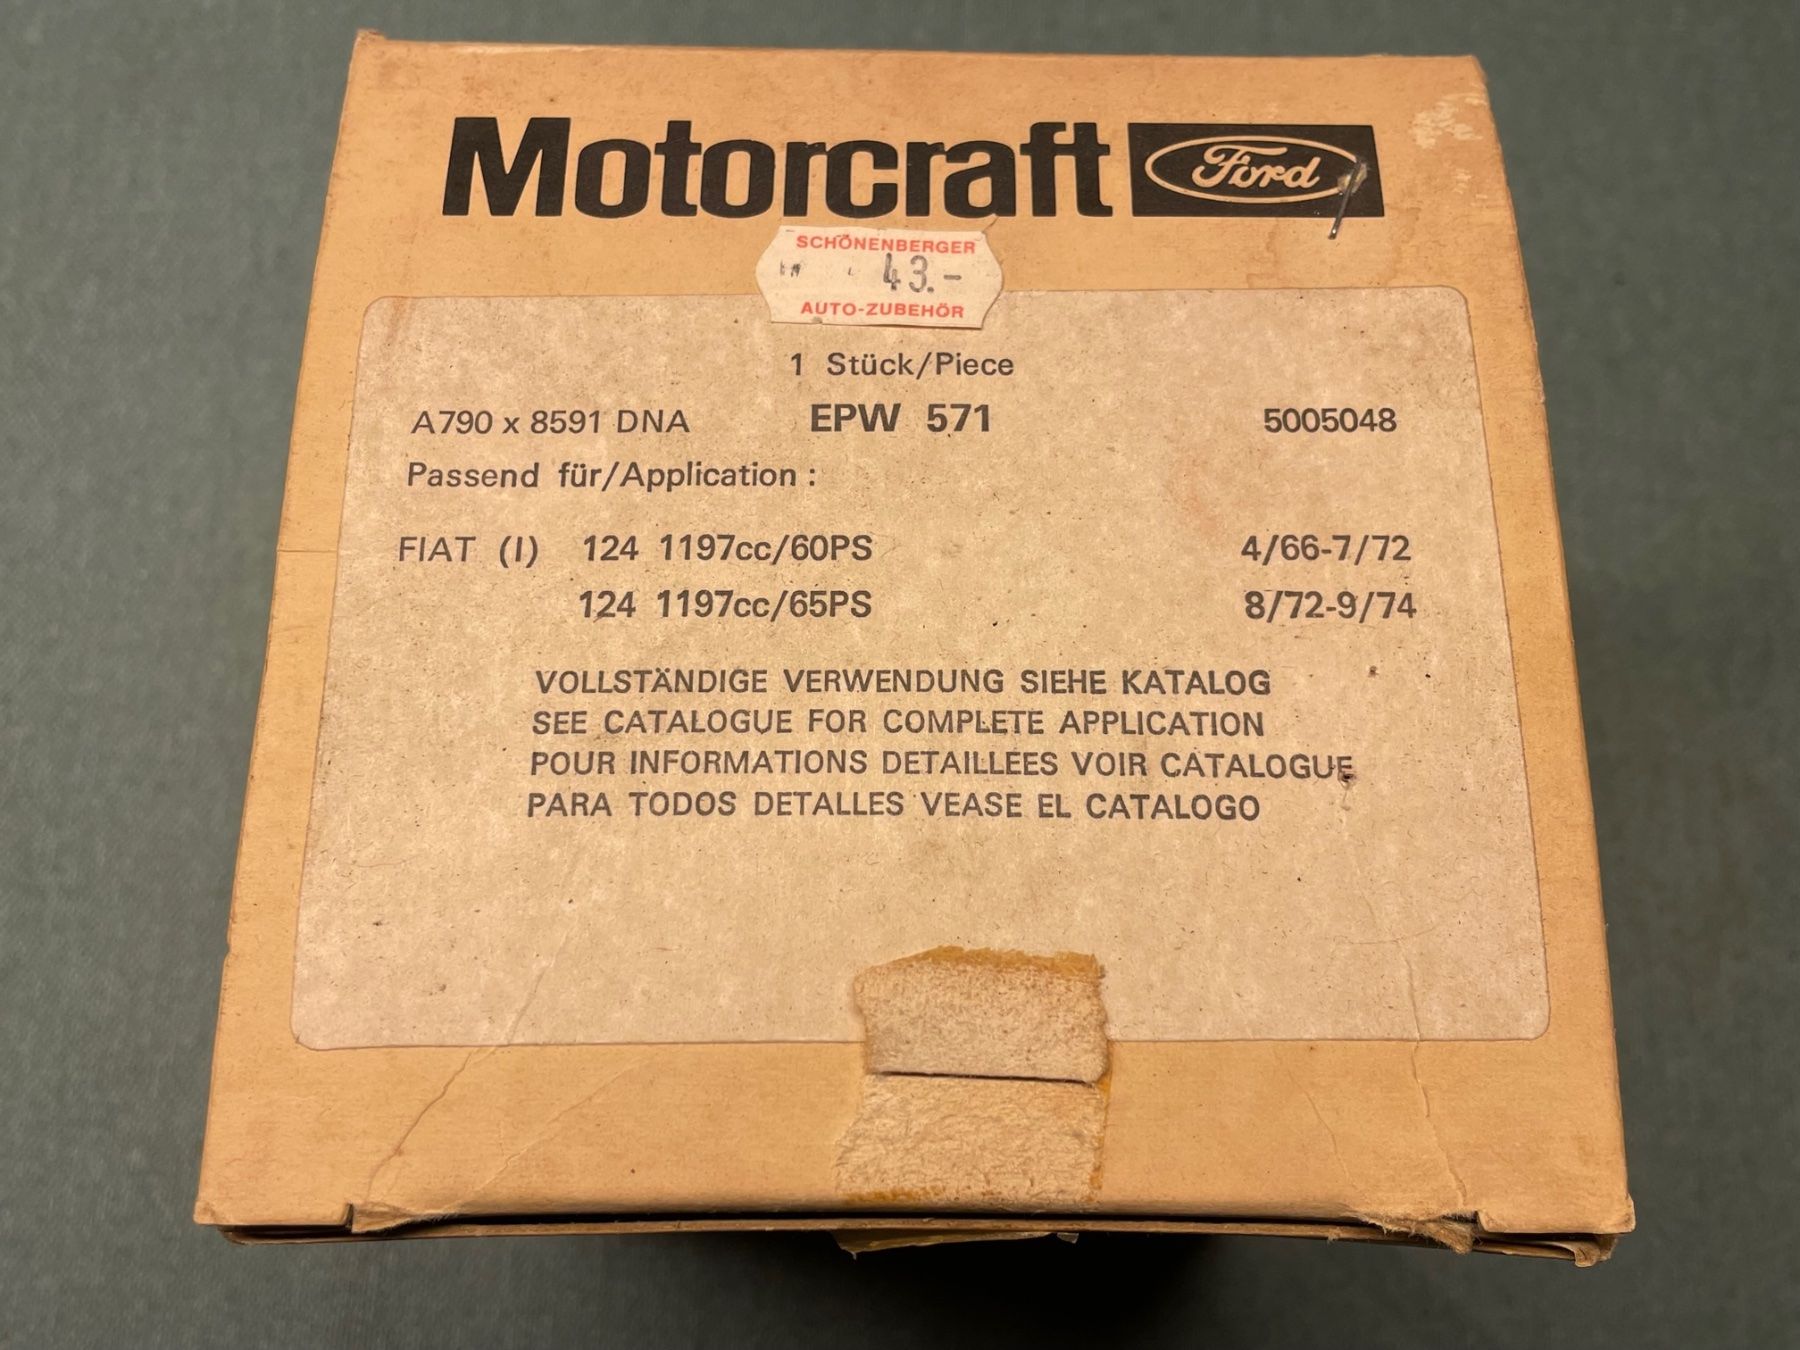 Motorcraft Ford
SCHÖNENBERGER
43.-
AUTO-ZUBEHÖR
1 Stück/Piece
A790 x 8591 DNA EPW 571 5005048
Passend für/Application :
FIAT (I) 124 1197cc/60PS 4/66-7/72
124 1197cc/65PS 8/72-9/74
VOLLSTÄNDIGE VERWENDUNG SIEHE KATALOG
SEE CATALOGUE FOR COMPLETE APPLICATION
POUR INFORMATIONS DETAILLEES VOIR CATALOGUE
PARA TODOS DETALLES VEASE EL CATALOGO